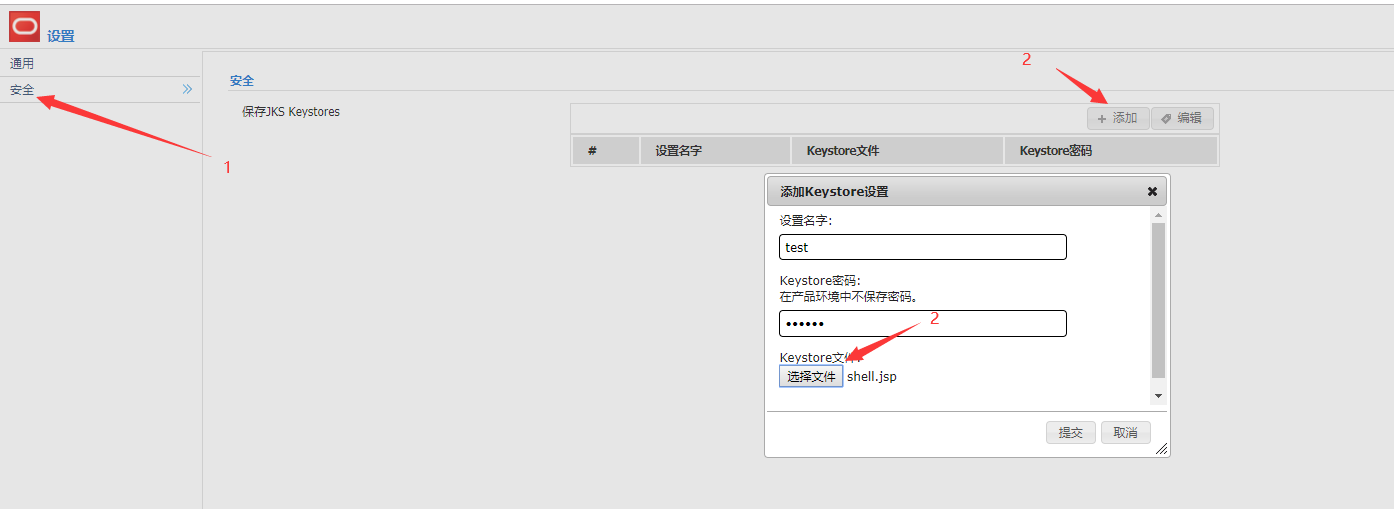 设置
通用
安全
1
安全
保存JKS Keystores
2
添加 编辑
# 设置名字 Keystore文件 Keystore密码
添加Keystore设置
设置名字:
test
Keystore密码:
在产品环境中不保存密码。
••••••
2
Keystore文件:
选择文件 shell.jsp
提交 取消